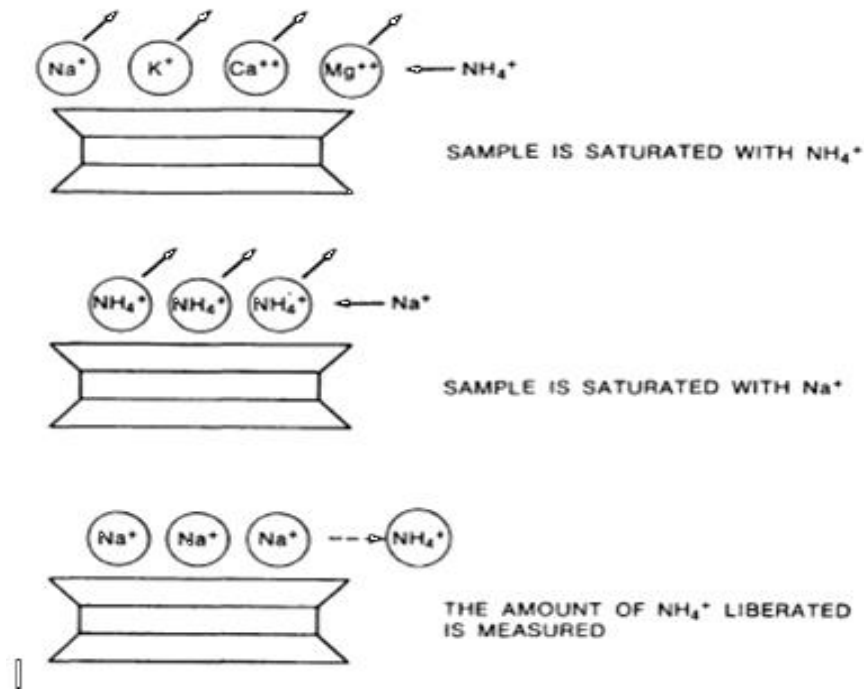 Na⁺ K⁺ Ca⁺⁺ Mg⁺⁺ NH₄⁺
SAMPLE IS SATURATED WITH NH₄⁺
NH₄⁺ NH₄⁺ NH₄⁺ Na⁺
SAMPLE IS SATURATED WITH Na⁺
Na⁺ Na⁺ Na⁺ NH₄⁺
THE AMOUNT OF NH₄⁺ LIBERATED
IS MEASURED